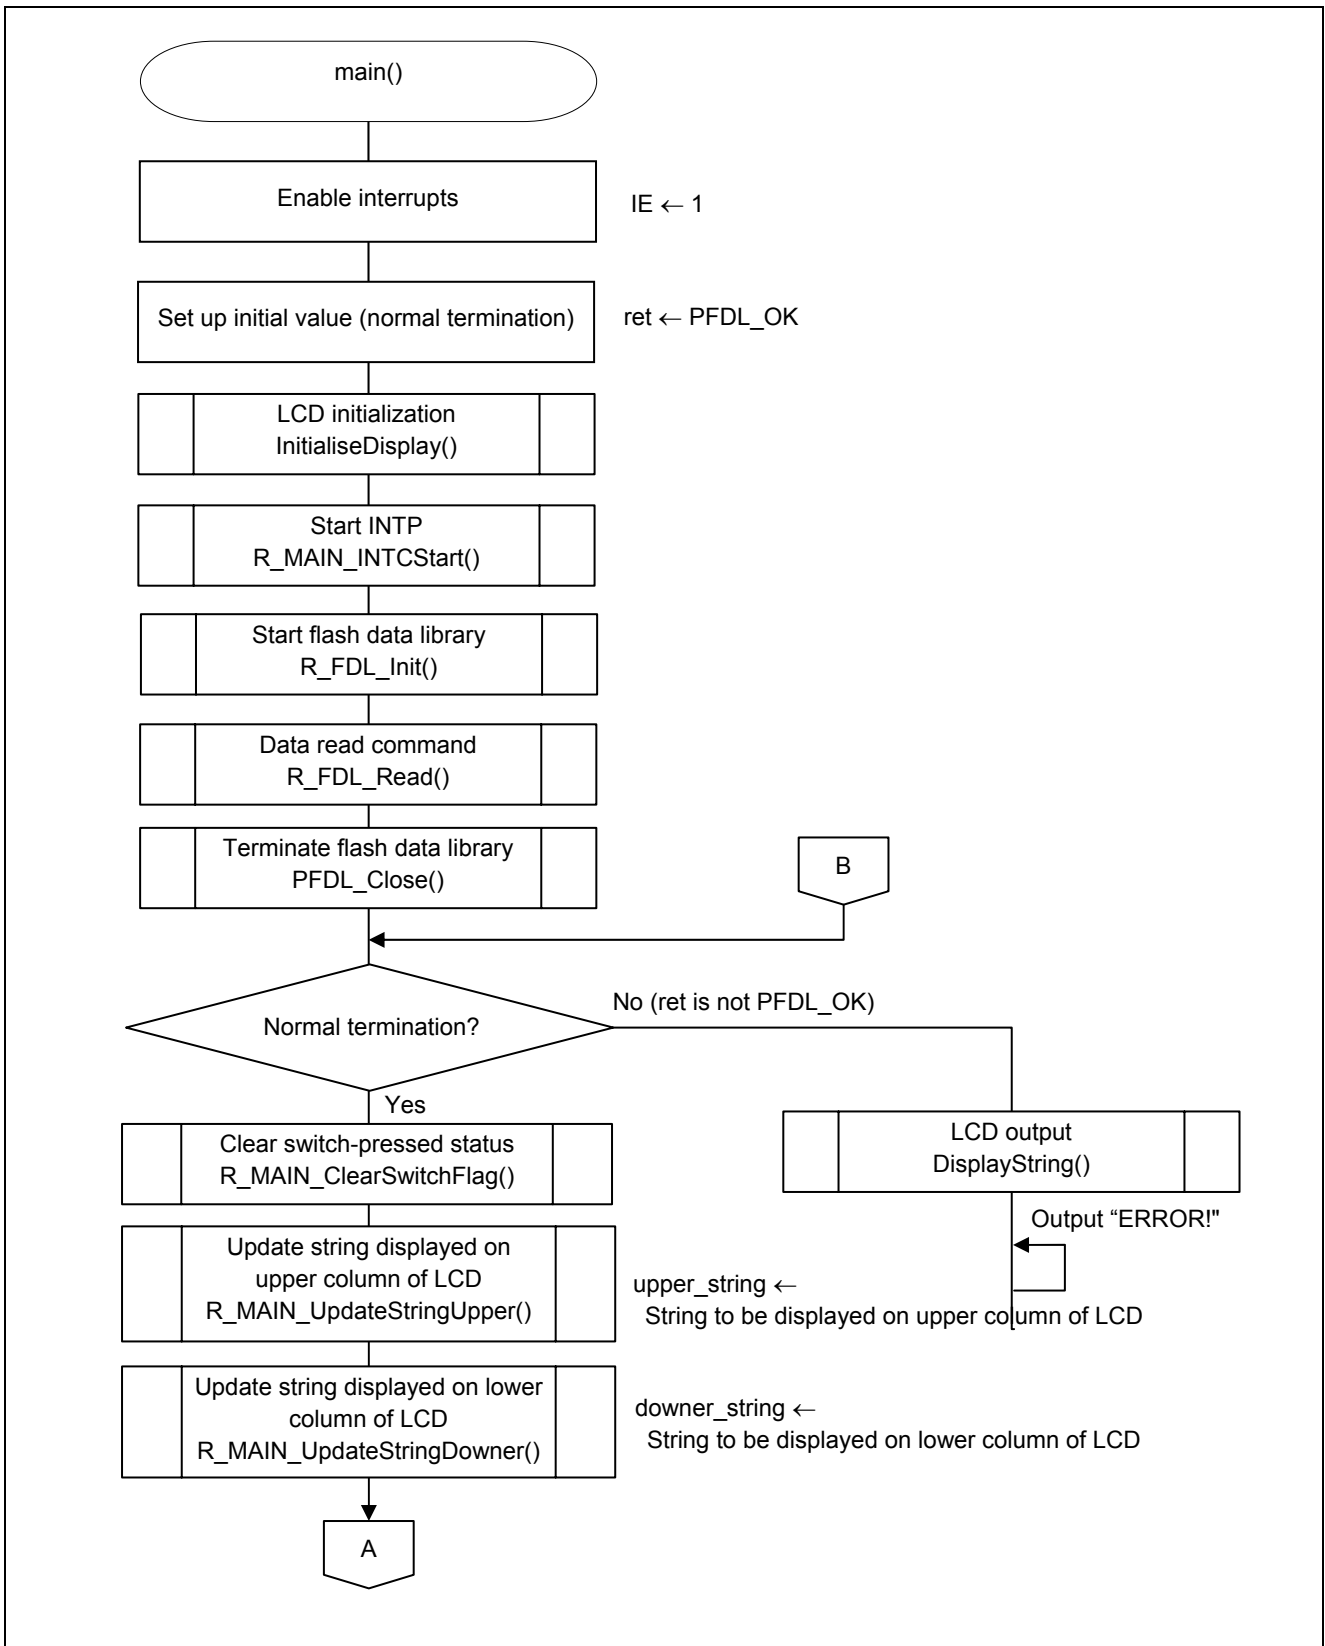 main()
Enable interrupts
IE ← 1
Set up initial value (normal termination)
ret ← PFDL_OK
LCD initialization
InitialiseDisplay()
Start INTP
R_MAIN_INTCStart()
Start flash data library
R_FDL_Init()
Data read command
R_FDL_Read()
Terminate flash data library
PFDL_Close()
B
No (ret is not PFDL_OK)
Normal termination?
Yes
Clear switch-pressed status
R_MAIN_ClearSwitchFlag()
LCD output
DisplayString()
Output “ERROR!"
Update string displayed on
upper column of LCD
R_MAIN_UpdateStringUpper()
upper_string ←
String to be displayed on upper column of LCD
Update string displayed on lower
column of LCD
R_MAIN_UpdateStringDowner()
downer_string ←
String to be displayed on lower column of LCD
A